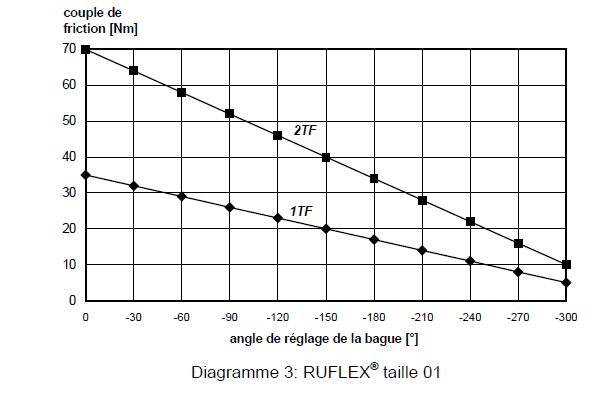 couple de
friction [Nm]
70
60
50
40
30
20
10
0
2TF
1TF
0 -30 -60 -90 -120 -150 -180 -210 -240 -270 -300
angle de réglage de la bague [°]
Diagramme 3: RUFLEX® taille 01